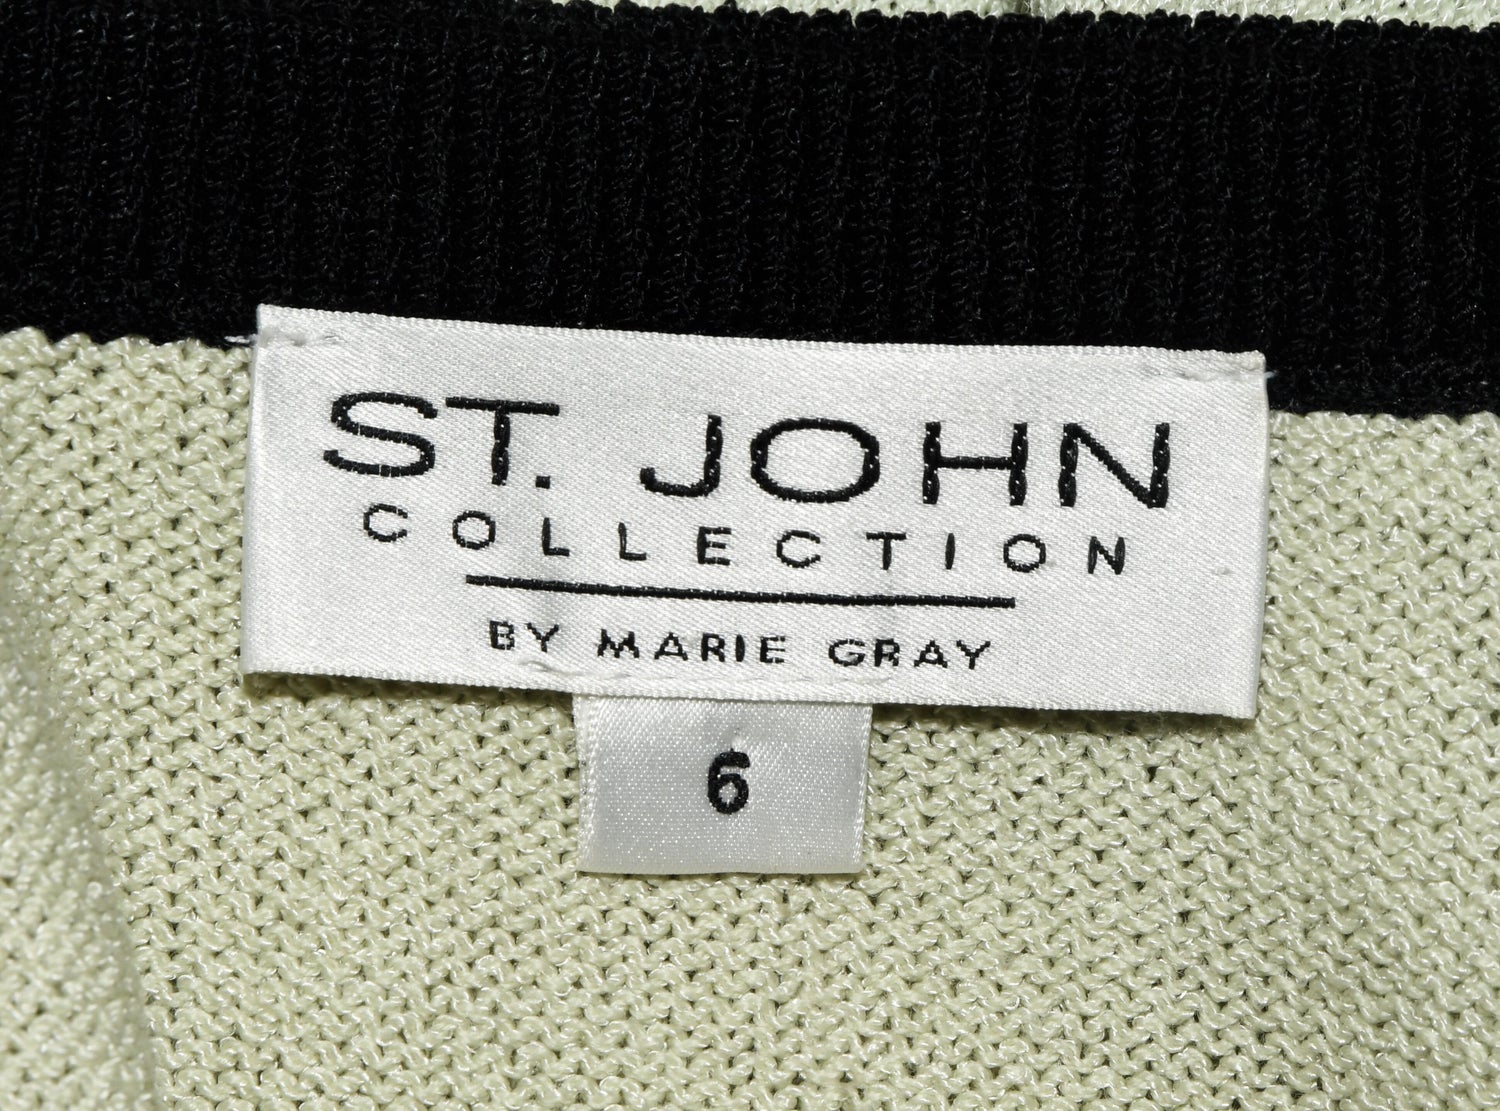 ST. JOHN
COLLECTION
BY MARIE GRAY
6